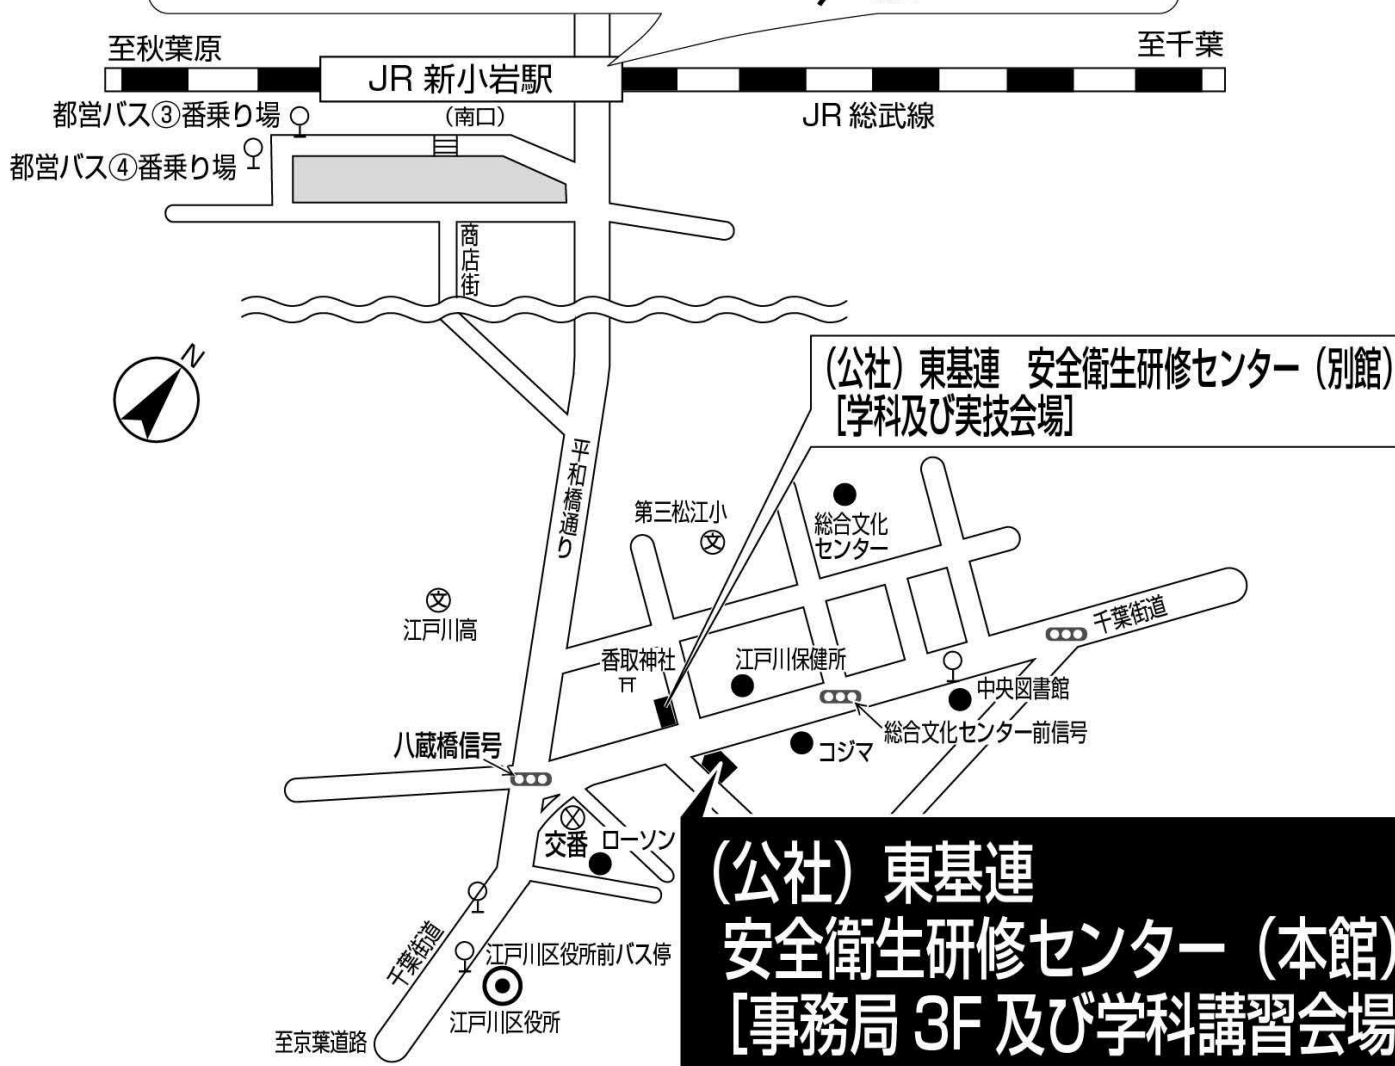 至秋葉原
至千葉
JR 新小岩駅
都営バス③番乗り場
(南口)
JR 総武線
都営バス④番乗り場
商店街
N
(公社)東基連 安全衛生研修センター(別館)
[学科及び実技会場]
平和橋通り
第三松江小
文
総合文化
センター
文
江戸川高
千葉街道
香取神社
江戸川保健所
中央図書館
総合文化センター前信号
八蔵橋信号
コジマ
交番
ローソン
(公社)東基連
安全衛生研修センター(本館)
[事務局 3F 及び学科講習会場
千葉街道
江戸川区役所前バス停
江戸川区役所
至京葉道路